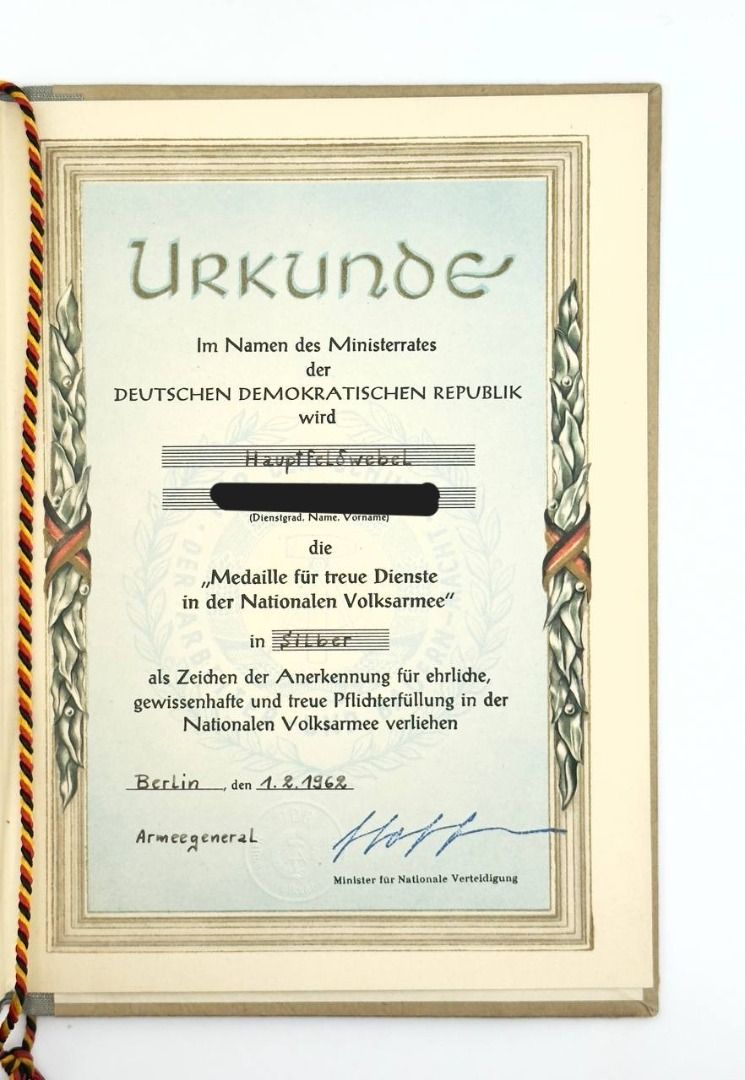 Urkunde
Im Namen des Ministerrates
der
DEUTSCHEN DEMOKRATISCHEN REPUBLIK
wird
Hauptfeldwebel
(Dienstgrad, Name, Vorname)
die
„Medaille für treue Dienste
in der Nationalen Volksarmee“
in Silber
als Zeichen der Anerkennung für ehrliche,
gewissenhafte und treue Pflichterfüllung in der
Nationalen Volksarmee verliehen
Berlin, den 1.2.1962
Armeegeneral
Minister für Nationale Verteidigung